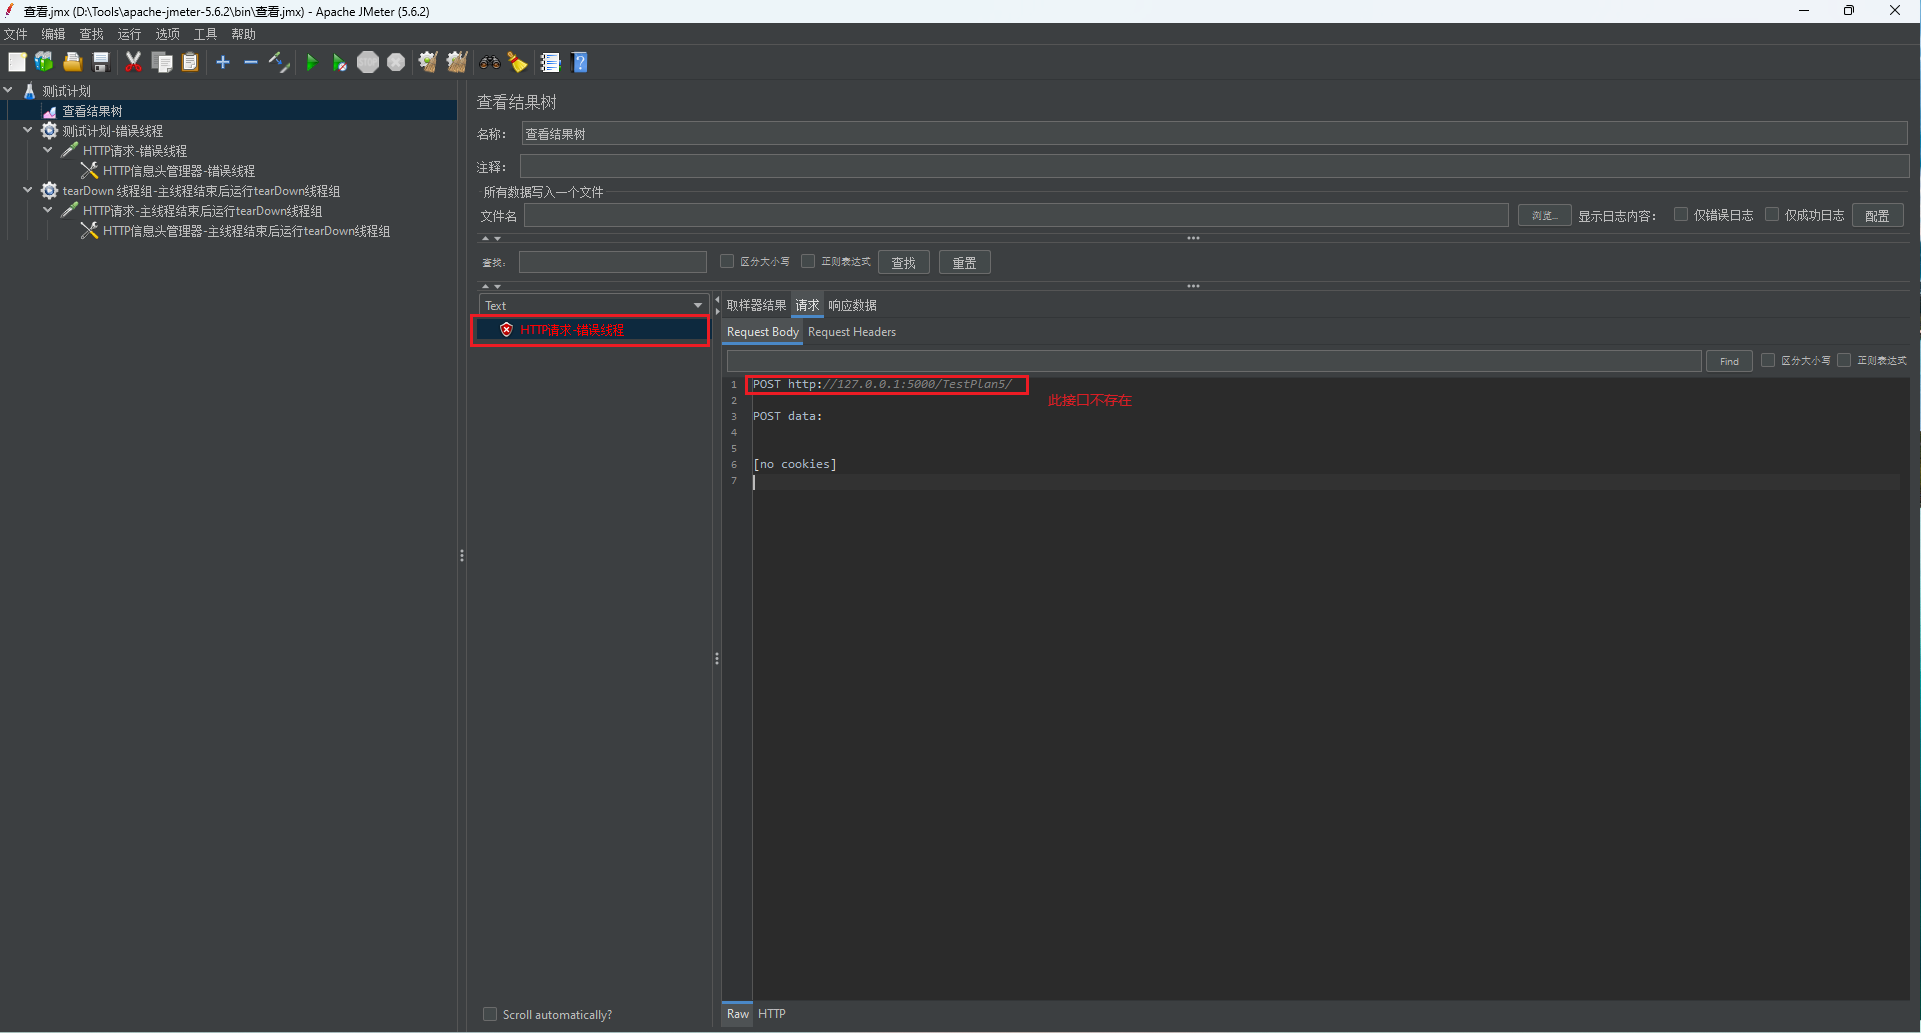 查看.jmx (D:\Tools\apache-jmeter-5.6.2\bin\查看.jmx) - Apache JMeter (5.6.2)
文件 编辑 查找 运行 选项 工具 帮助
STOP
测试计划
查看结果树
测试计划-错误线程
HTTP请求-错误线程
HTTP信息头管理器-错误线程
tearDown 线程组-主线程结束后运行tearDown线程组
HTTP请求-主线程结束后运行tearDown线程组
HTTP信息头管理器-主线程结束后运行tearDown线程组
查看结果树
名称： 查看结果树
注释：
所有数据写入一个文件
文件名 浏览... 显示日志内容： 仅错误日志 仅成功日志 配置
查找： 区分大小写 正则表达式 查找 重置
Text
HTTP请求-错误线程
Scroll automatically?
取样器结果 请求 响应数据
Request Body Request Headers
Find 区分大小写 正则表达式
1 POST http://127.0.0.1:5000/TestPlan5/
此接口不存在
2
3 POST data:
4
5
6 [no cookies]
7
Raw HTTP